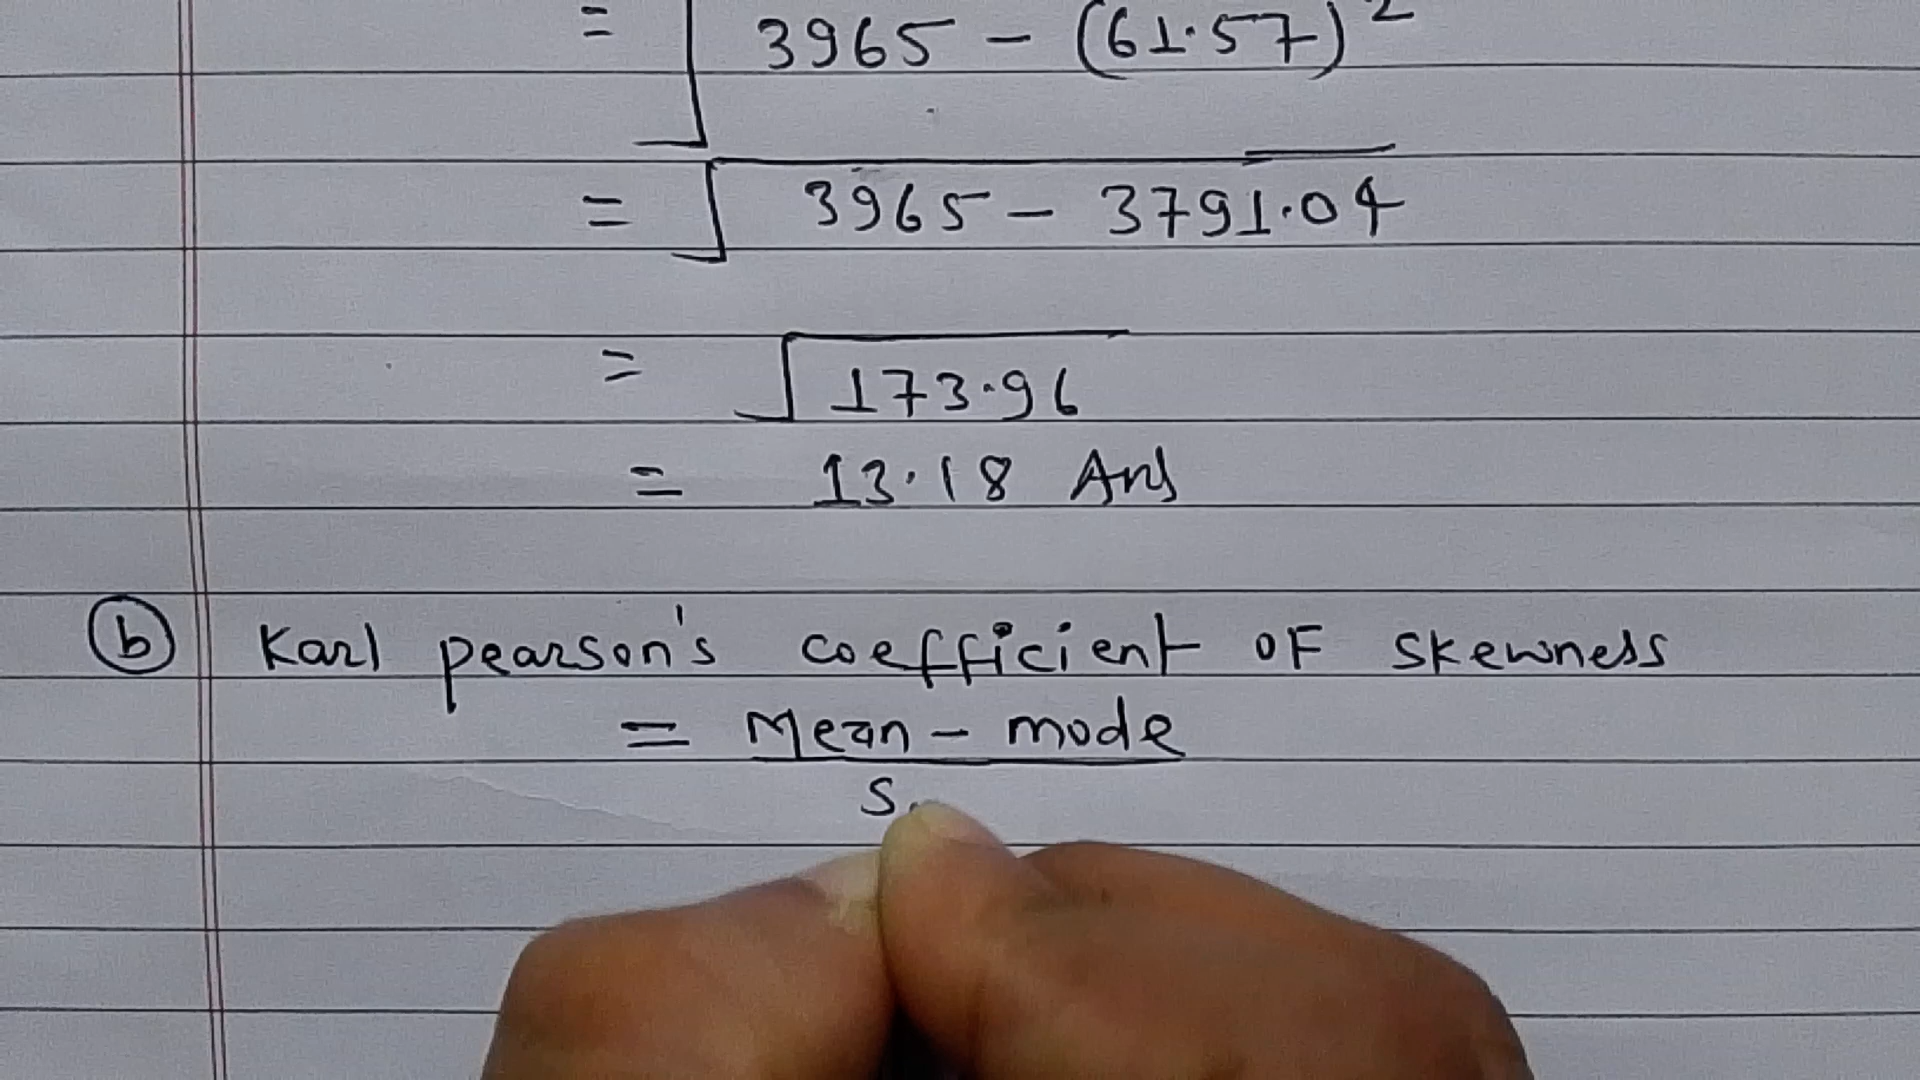 = √3965 - (61.57)²
= √3965 - 3791.04
= √173.96
= 13.18 Ans
(b) Karl pearson's coefficient OF skewness
= Mean - mode
S.